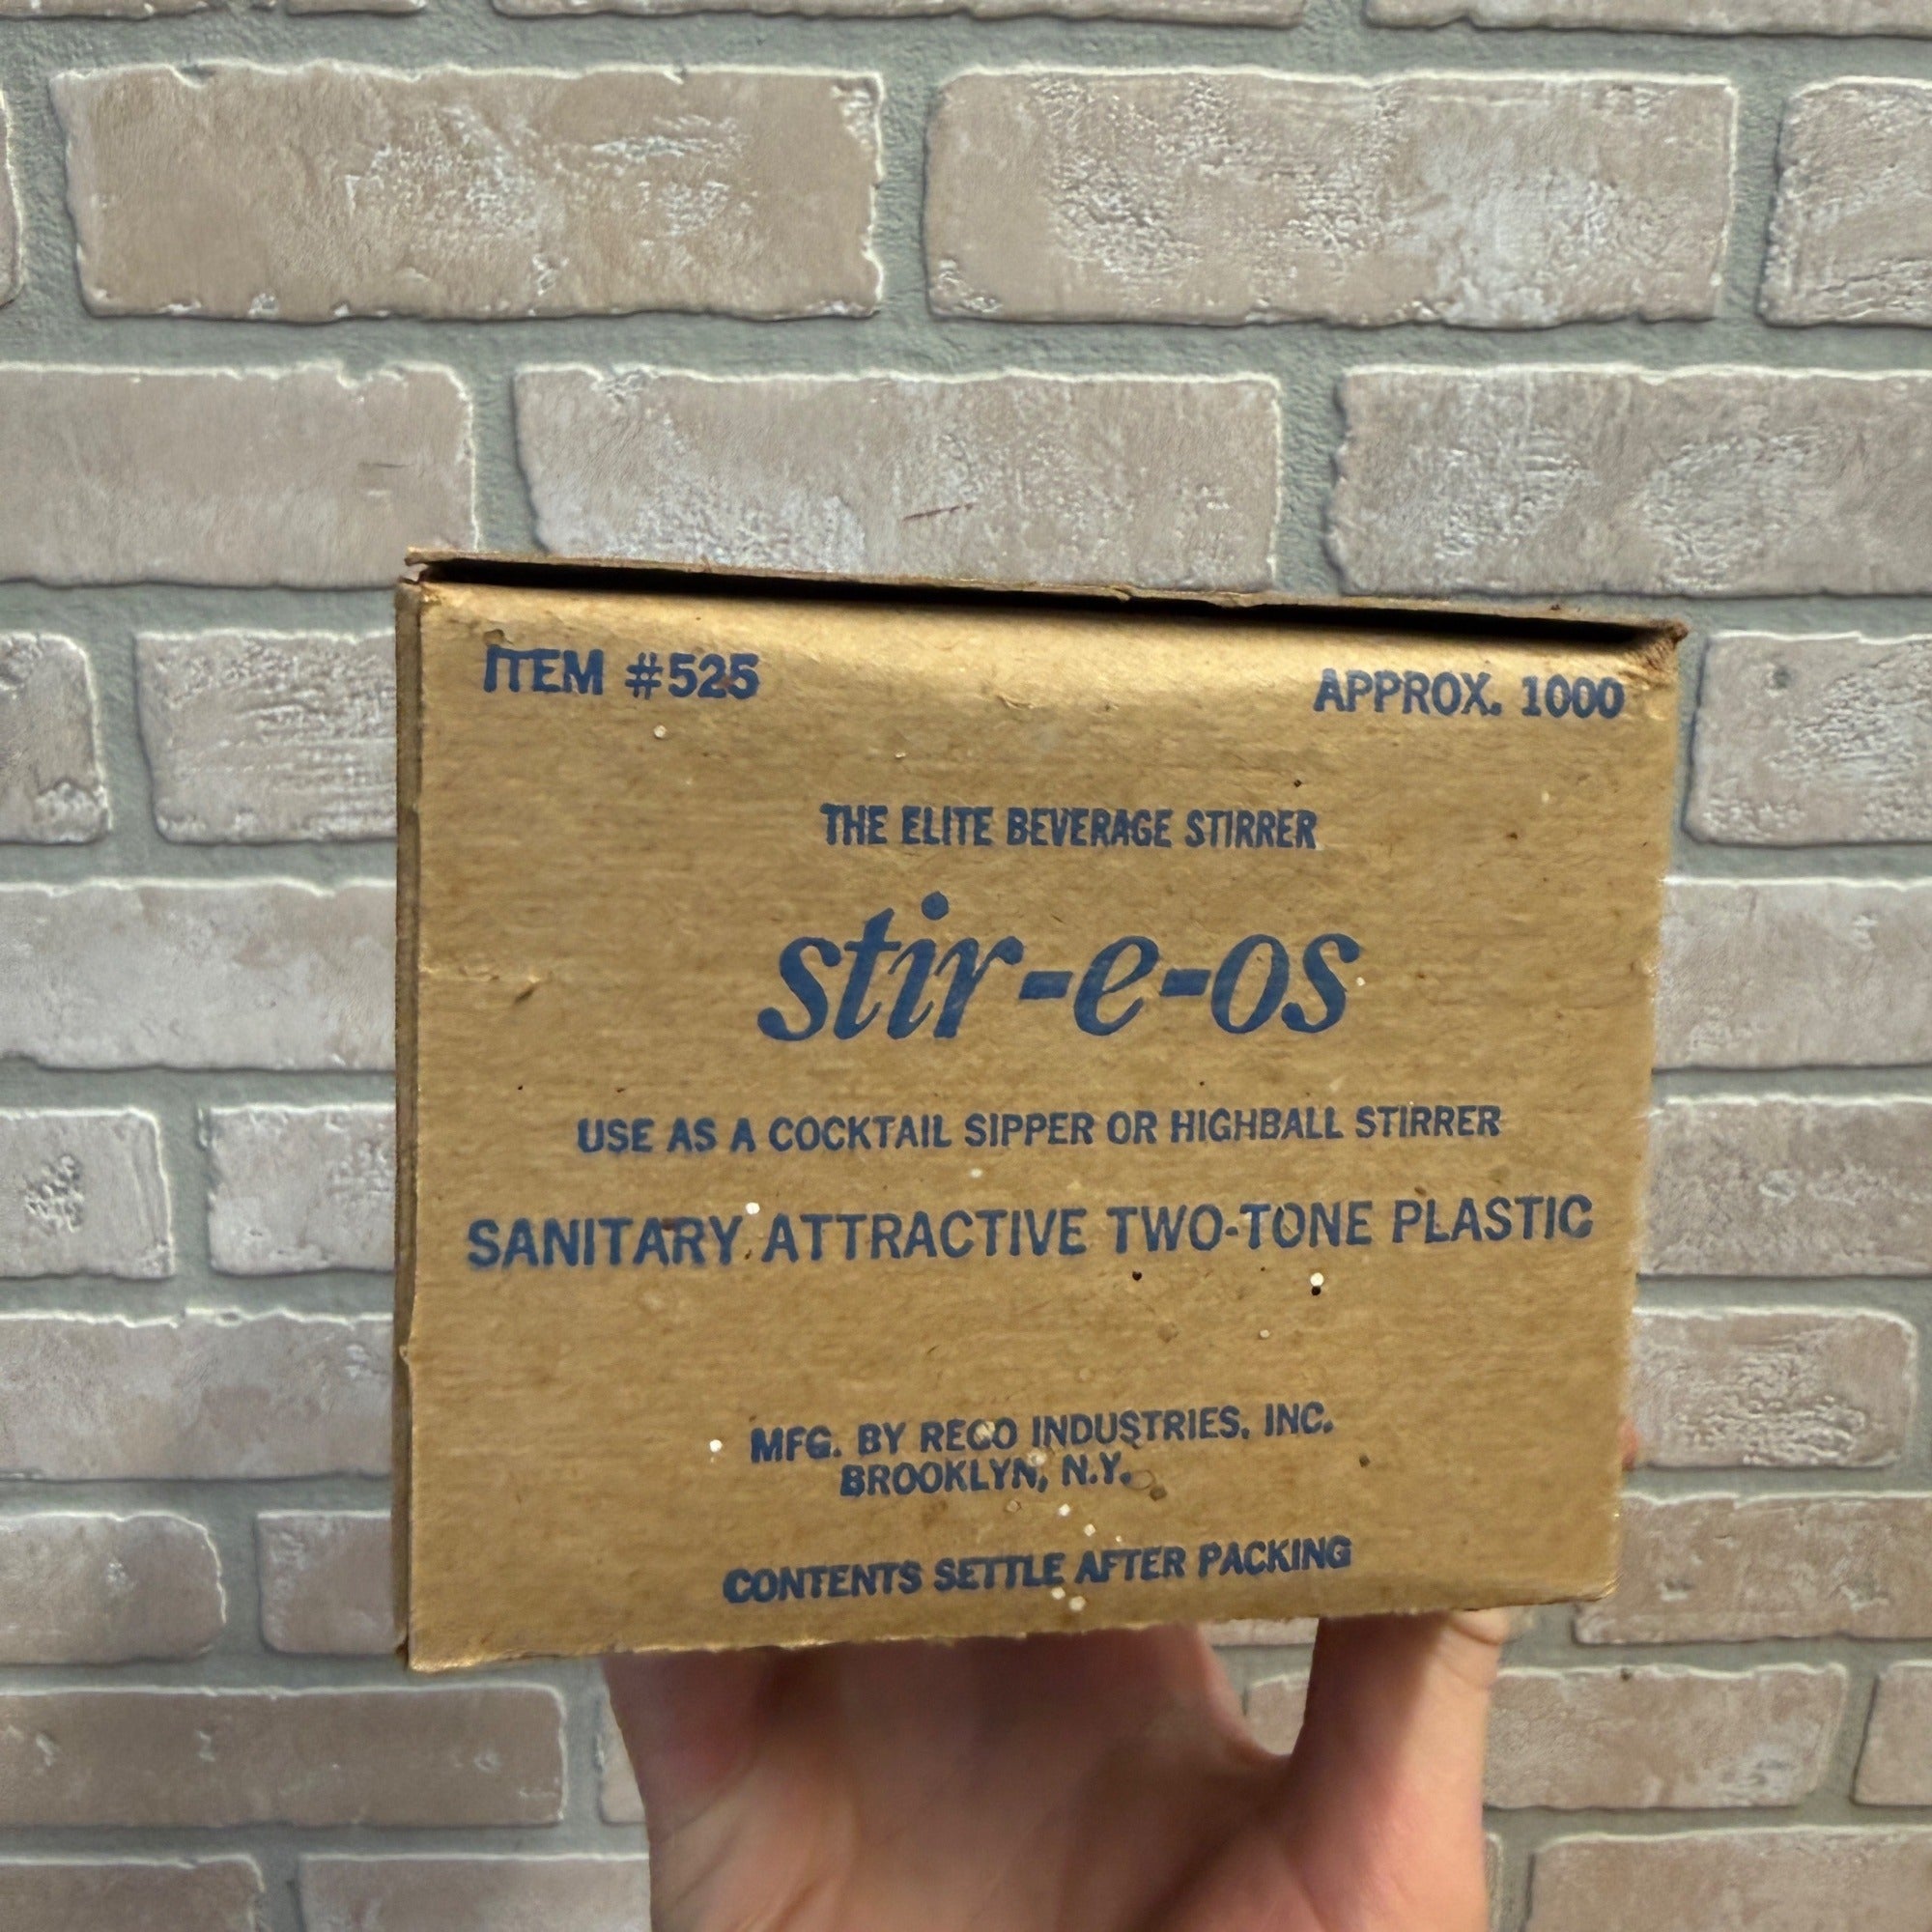 ITEM #525
APPROX. 1000
THE ELITE BEVERAGE STIRRER
stir-e-os
USE AS A COCKTAIL SIPPER OR HIGHBALL STIRRER
SANITARY ATTRACTIVE TWO-TONE PLASTIC
MFG. BY RECO INDUSTRIES, INC.
BROOKLYN, N.Y.
CONTENTS SETTLE AFTER PACKING